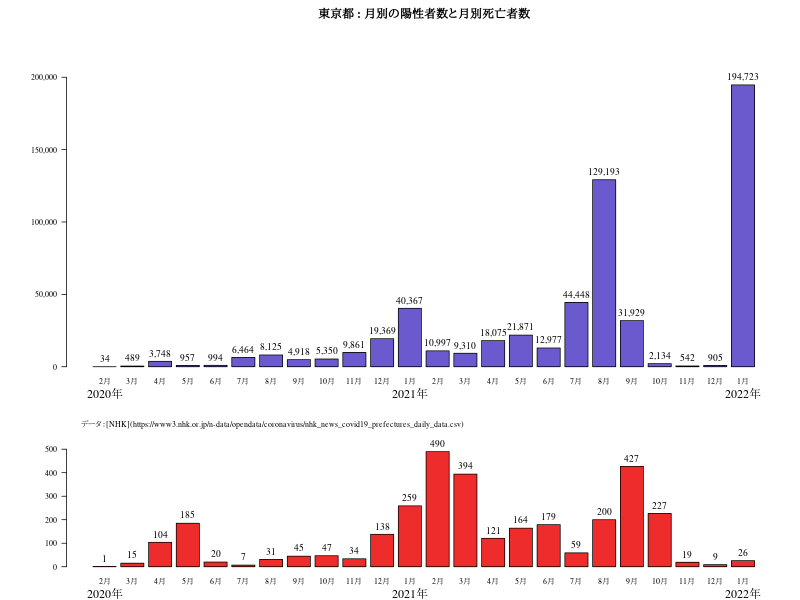 東京都 : 月別の陽性者数と月別死亡者数
200,000
150,000
100,000
50,000
0
34 489 3,748 957 994 6,464 8,125 4,918 5,350 9,861 19,369 40,367 10,997 9,310 18,075 21,871 12,977 44,448 129,193 31,929 2,134 542 905 194,723
2月 3月 4月 5月 6月 7月 8月 9月 10月 11月 12月 1月 2月 3月 4月 5月 6月 7月 8月 9月 10月 11月 12月 1月
2020年 2021年 2022年
データ:[NHK](https://www3.nhk.or.jp/n-data/opendata/coronavirus/nhk_news_covid19_prefectures_daily_data.csv)
500
400
300
200
100
0
1 15 104 185 20 7 31 45 47 34 138 259 490 394 121 164 179 59 200 427 227 19 9 26
2月 3月 4月 5月 6月 7月 8月 9月 10月 11月 12月 1月 2月 3月 4月 5月 6月 7月 8月 9月 10月 11月 12月 1月
2020年 2021年 2022年